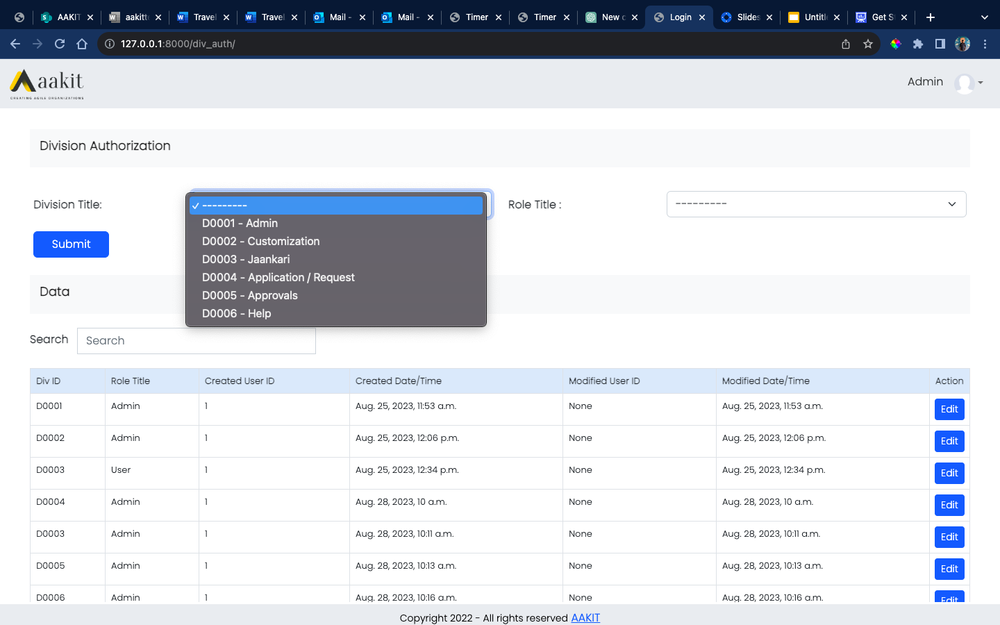 AAKIT aakitt Travel Travel Mail - Mail - Timer Timer New c Login Slides Untitl Get S
127.0.0.1:8000/div_auth/
aakit
CREATING AGILE ORGANIZATIONS
Admin
Division Authorization
Division Title:
---------
D0001 - Admin
D0002 - Customization
D0003 - Jaankari
D0004 - Application / Request
D0005 - Approvals
D0006 - Help
Role Title :
---------
Submit
Data
Search Search
Div ID Role Title Created User ID Created Date/Time Modified User ID Modified Date/Time Action
D0001 Admin 1 Aug. 25, 2023, 11:53 a.m. None Aug. 25, 2023, 11:53 a.m. Edit
D0002 Admin 1 Aug. 25, 2023, 12:06 p.m. None Aug. 25, 2023, 12:06 p.m. Edit
D0003 User 1 Aug. 25, 2023, 12:34 p.m. None Aug. 25, 2023, 12:34 p.m. Edit
D0004 Admin 1 Aug. 28, 2023, 10 a.m. None Aug. 28, 2023, 10 a.m. Edit
D0003 Admin 1 Aug. 28, 2023, 10:11 a.m. None Aug. 28, 2023, 10:11 a.m. Edit
D0005 Admin 1 Aug. 28, 2023, 10:13 a.m. None Aug. 28, 2023, 10:13 a.m. Edit
D0006 Admin 1 Aug. 28, 2023, 10:16 a.m. None Aug. 28, 2023, 10:16 a.m. Edit
Copyright 2022 - All rights reserved AAKIT